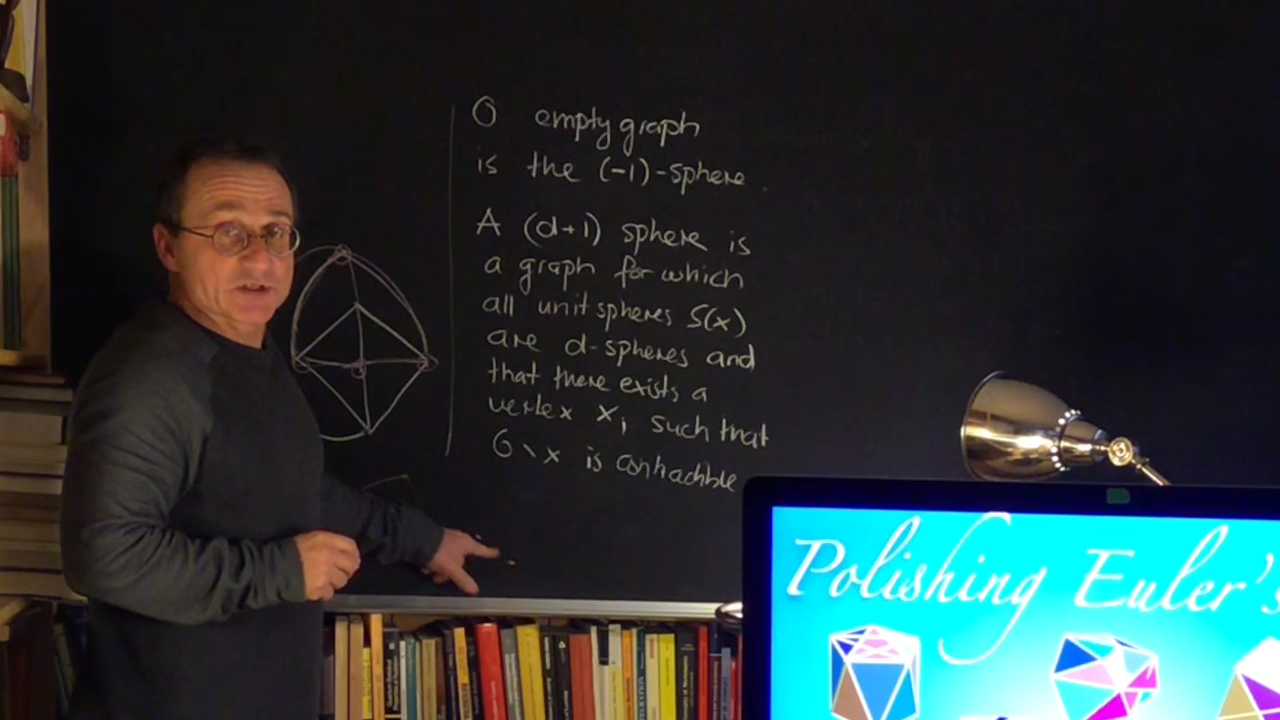 0 empty graph
is the (-1)-sphere.
A (d+1) sphere is
a graph for which
all unit spheres S(x)
are d-spheres and
that there exists a
vertex x, such that
G \ x is contractible
Polishing Euler's